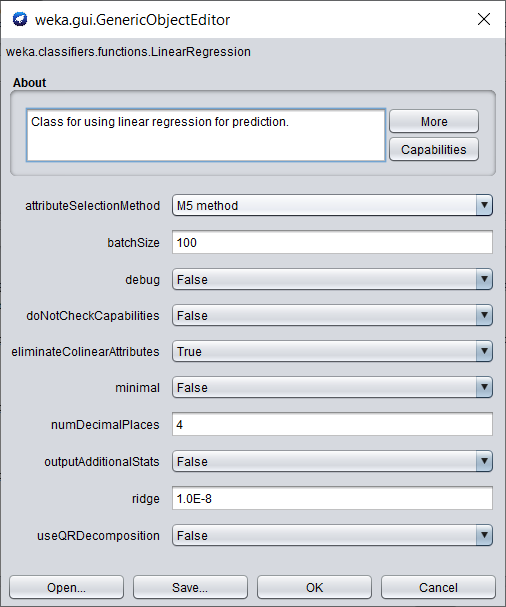 weka.gui.GenericObjectEditor
weka.classifiers.functions.LinearRegression
About
Class for using linear regression for prediction.
More
Capabilities
attributeSelectionMethod M5 method
batchSize 100
debug False
doNotCheckCapabilities False
eliminateColinearAttributes True
minimal False
numDecimalPlaces 4
outputAdditionalStats False
ridge 1.0E-8
useQRDecomposition False
Open... Save... OK Cancel